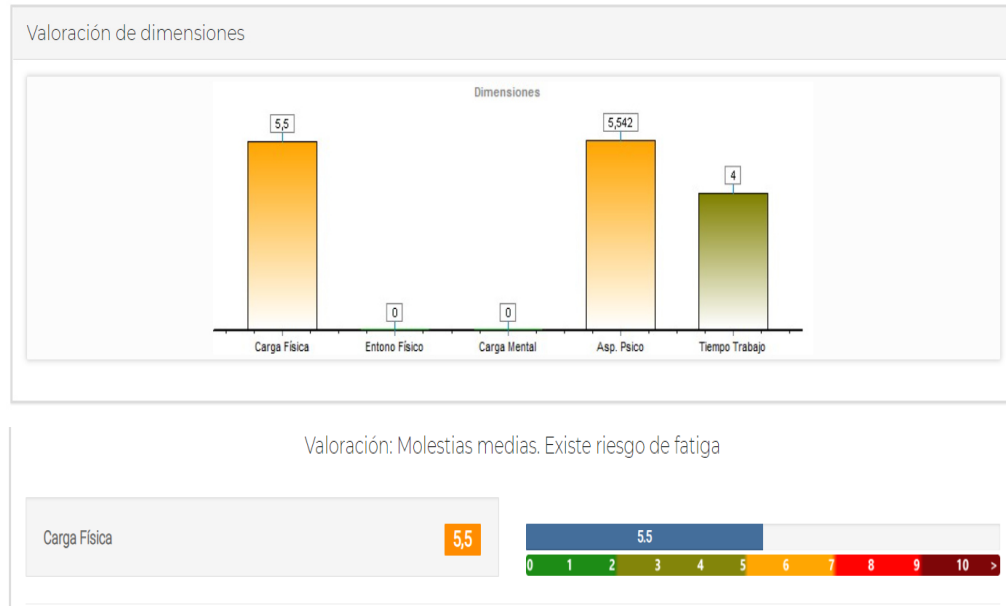 Valoración de dimensiones
Dimensiones
5,5
0
0
5,542
4
Carga Física
Entono Físico
Carga Mental
Asp. Psico
Tiempo Trabajo
Valoración: Molestias medias. Existe riesgo de fatiga
Carga Física
5,5
5.5
0 1 2 3 4 5 6 7 8 9 10 >